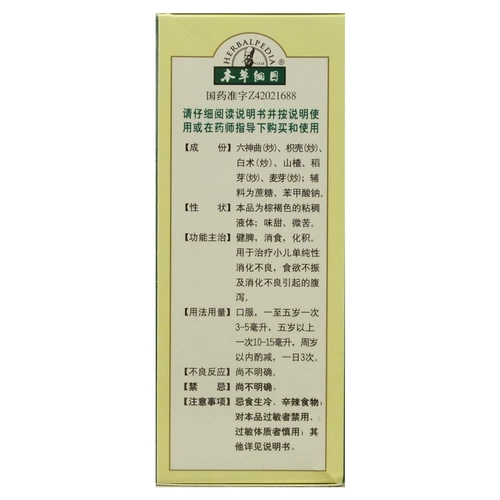 HERBALPEDIA
本草纲目®
国药准字Z42021688
请仔细阅读说明书并按说明使
用或在药师指导下购买和使用
【成　份】六神曲(炒)、枳壳(炒)、
白术(炒)、山楂、稻
芽(炒)、麦芽(炒)；辅
料为蔗糖、苯甲酸钠。
【性　状】本品为棕褐色的粘稠
液体；味甜、微苦。
【功能主治】健脾，消食，化积。
用于治疗小儿单纯性
消化不良，食欲不振
及消化不良引起的腹
泻。
【用法用量】口服，一至五岁一次
3-5毫升，五岁以上
一次10-15毫升，周岁
以内酌减，一日3次。
【不良反应】尚不明确。
【禁　忌】尚不明确。
【注意事项】忌食生冷、辛辣食物；
对本品过敏者禁用，
过敏体质者慎用；其
他详见说明书。